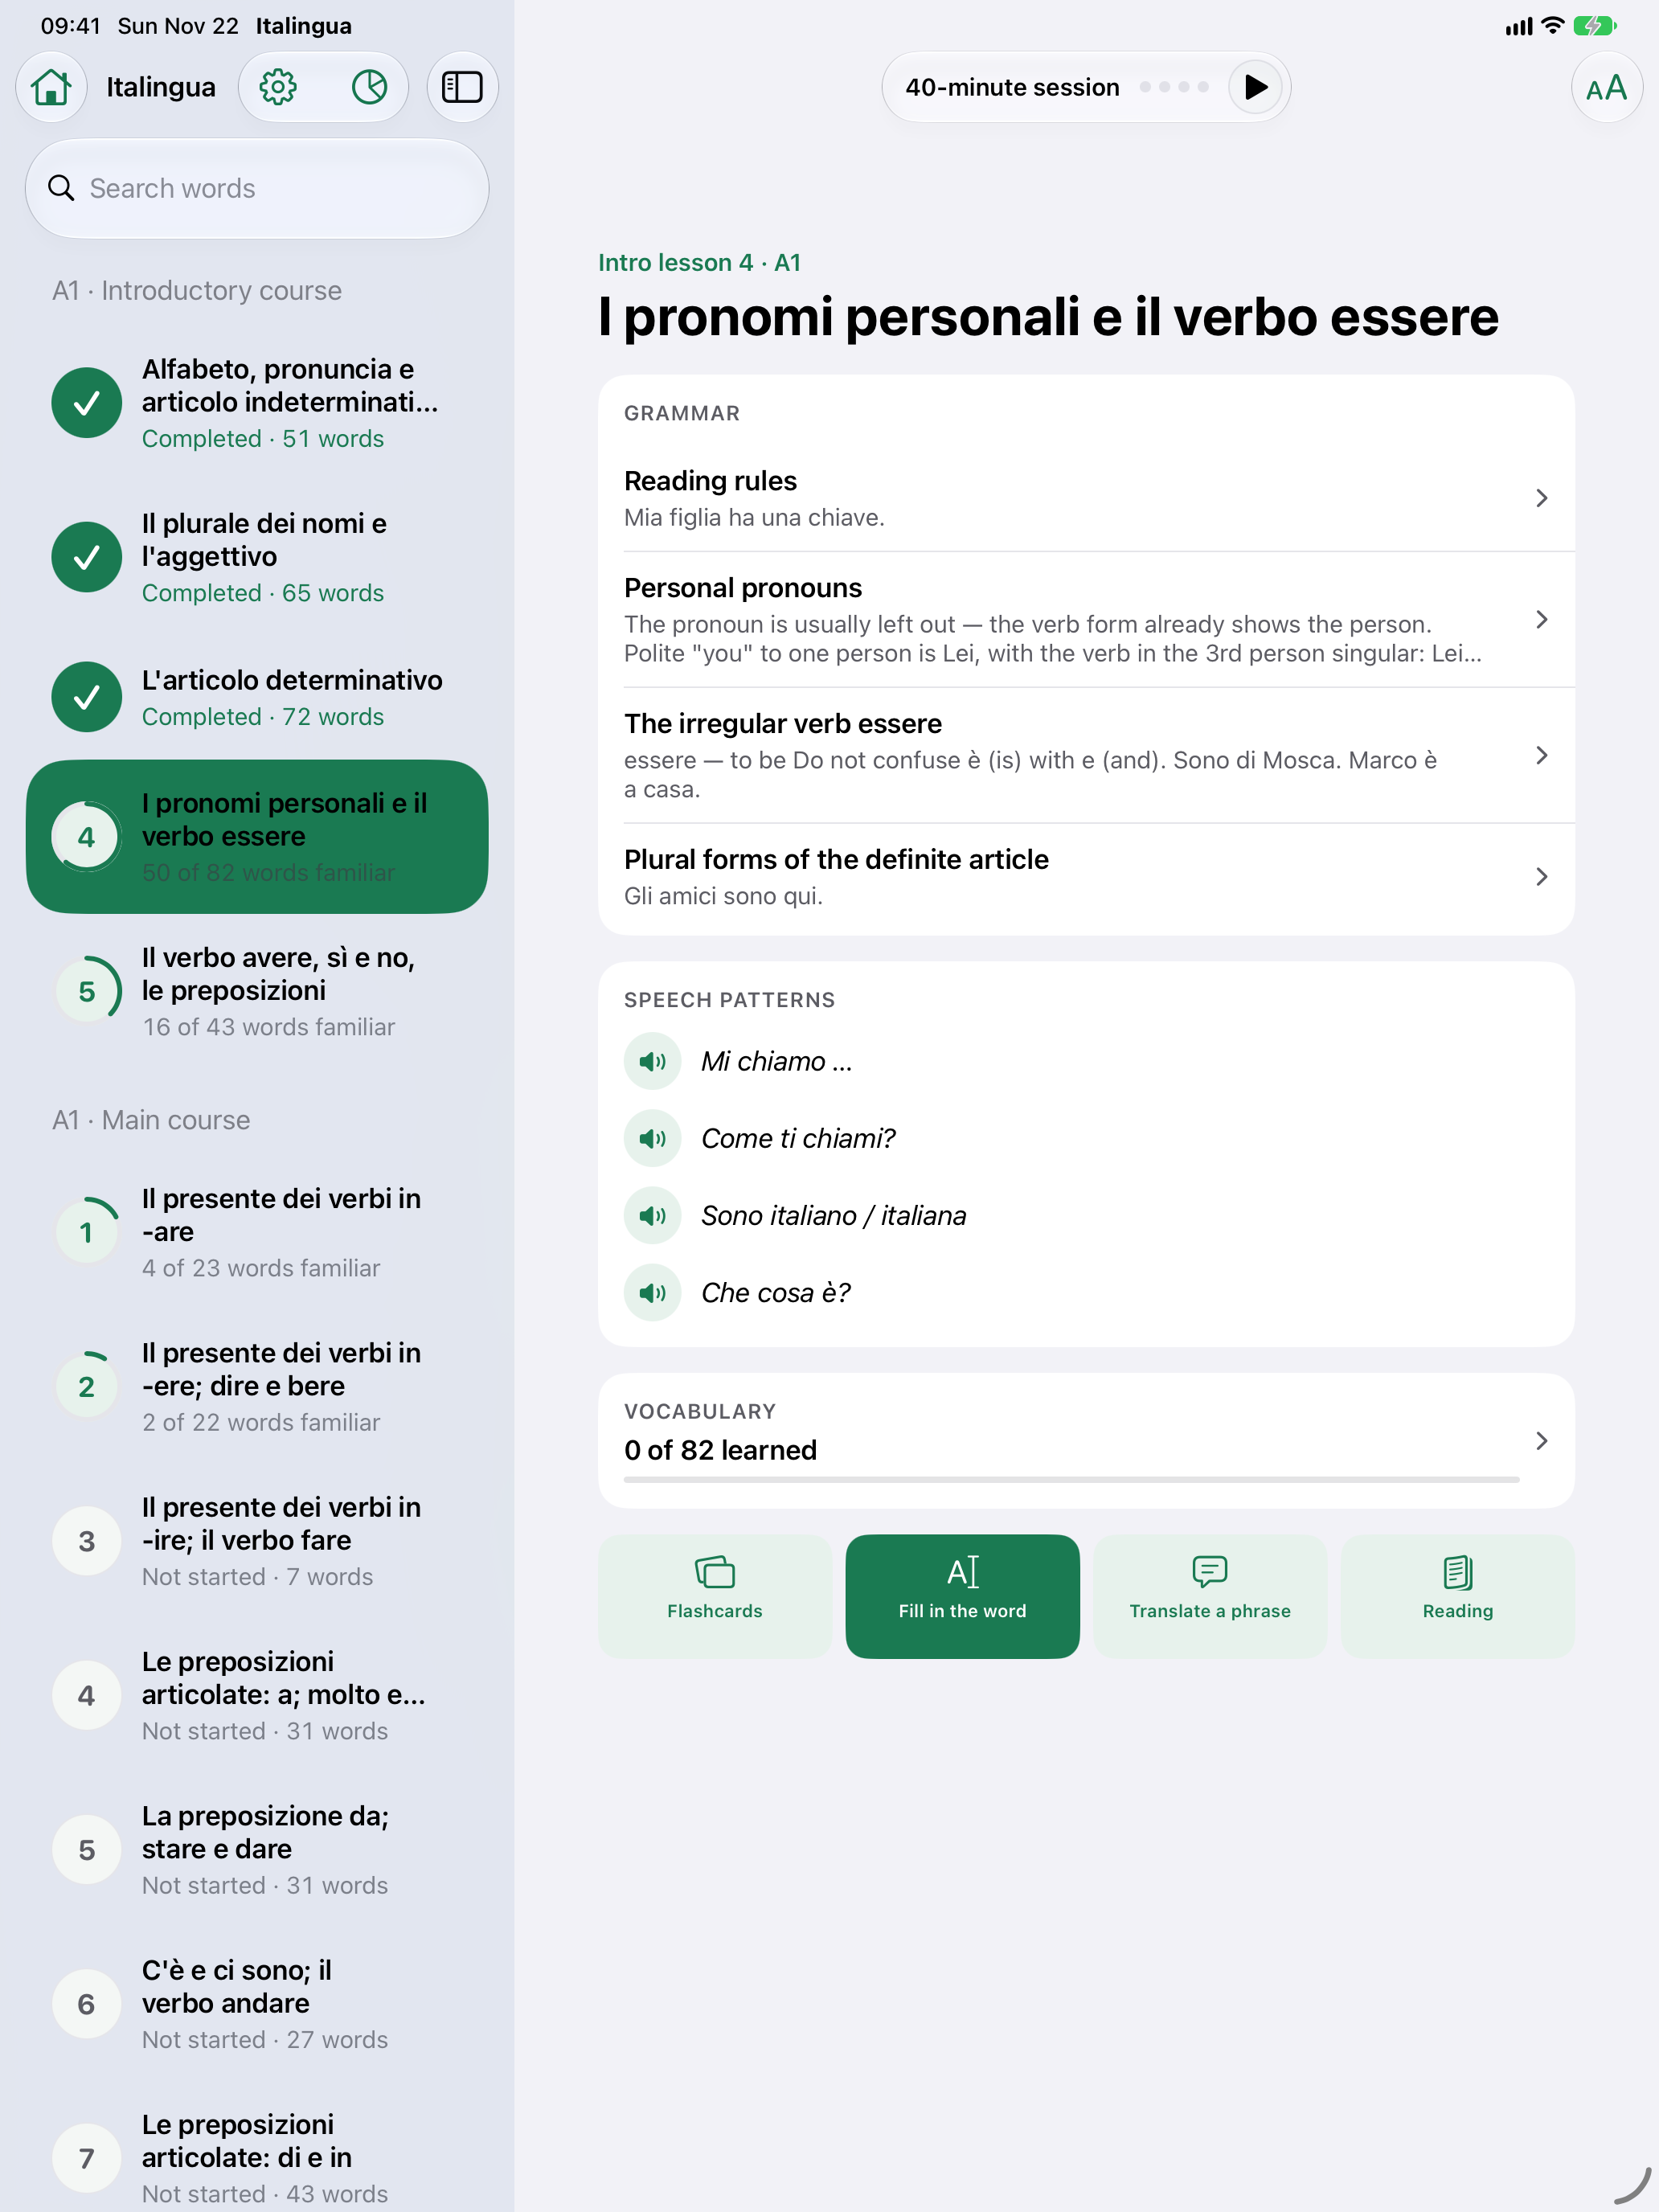 09:41 Sun Nov 22 Italingua
Italingua
Search words
A1 · Introductory course
Alfabeto, pronuncia e
articolo indeterminati...
Completed · 51 words
Il plurale dei nomi e
l'aggettivo
Completed · 65 words
L'articolo determinativo
Completed · 72 words
4
I pronomi personali e il
verbo essere
50 of 82 words familiar
5
Il verbo avere, sì e no,
le preposizioni
16 of 43 words familiar
A1 · Main course
1
Il presente dei verbi in
-are
4 of 23 words familiar
2
Il presente dei verbi in
-ere; dire e bere
2 of 22 words familiar
3
Il presente dei verbi in
-ire; il verbo fare
Not started · 7 words
4
Le preposizioni
articolate: a; molto e...
Not started · 31 words
5
La preposizione da;
stare e dare
Not started · 31 words
6
C'è e ci sono; il
verbo andare
Not started · 27 words
7
Le preposizioni
articolate: di e in
Not started · 43 words
40-minute session
AA
Intro lesson 4 · A1
I pronomi personali e il verbo essere
GRAMMAR
Reading rules
Mia figlia ha una chiave.
Personal pronouns
The pronoun is usually left out — the verb form already shows the person.
Polite "you" to one person is Lei, with the verb in the 3rd person singular: Lei...
The irregular verb essere
essere — to be Do not confuse è (is) with e (and). Sono di Mosca. Marco è
a casa.
Plural forms of the definite article
Gli amici sono qui.
SPEECH PATTERNS
Mi chiamo ...
Come ti chiami?
Sono italiano / italiana
Che cosa è?
VOCABULARY
0 of 82 learned
Flashcards
Fill in the word
Translate a phrase
Reading